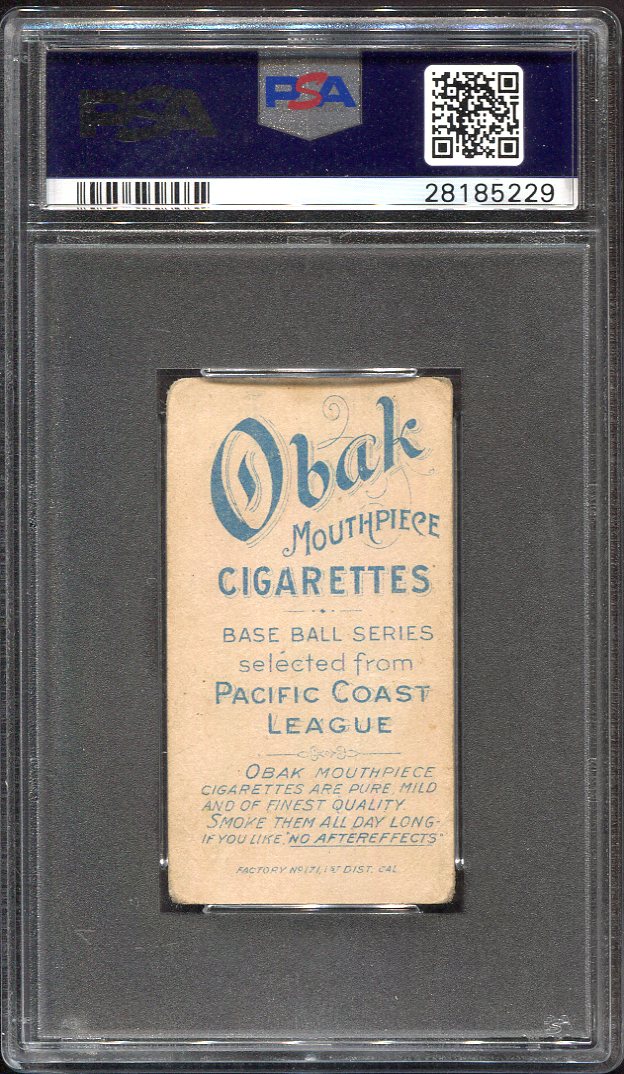 PSA
PSA
28185229
Obak
MOUTHPIECE
CIGARETTES
BASE BALL SERIES
selected from
PACIFIC COAST
LEAGUE
OBAK MOUTHPIECE
CIGARETTES ARE PURE, MILD
AND OF FINEST QUALITY.
SMOKE THEM ALL DAY LONG-
IF YOU LIKE, "NO AFTEREFFECTS"
FACTORY Nº 171, 1ST DIST. CAL.